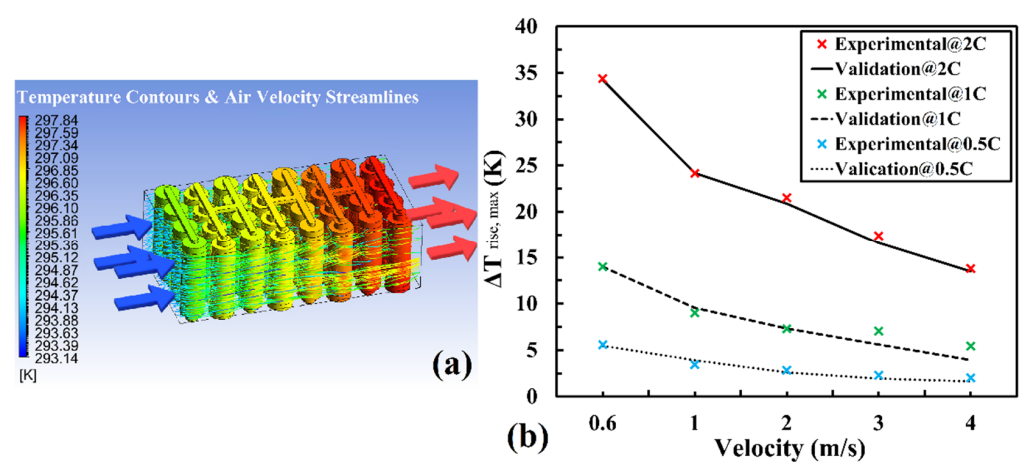 Temperature Contours & Air Velocity Streamlines
297.84
297.59
297.34
297.09
296.85
296.60
296.35
296.10
295.86
295.61
295.36
295.12
294.87
294.62
294.37
294.13
293.88
293.63
293.39
293.14
[K]
(a)
40
35
30
25
20
15
10
5
0
ΔT rise, max (K)
0.6
1
2
3
4
Velocity (m/s)
Experimental@2C
Validation@2C
Experimental@1C
Validation@1C
Experimental@0.5C
Valication@0.5C
(b)